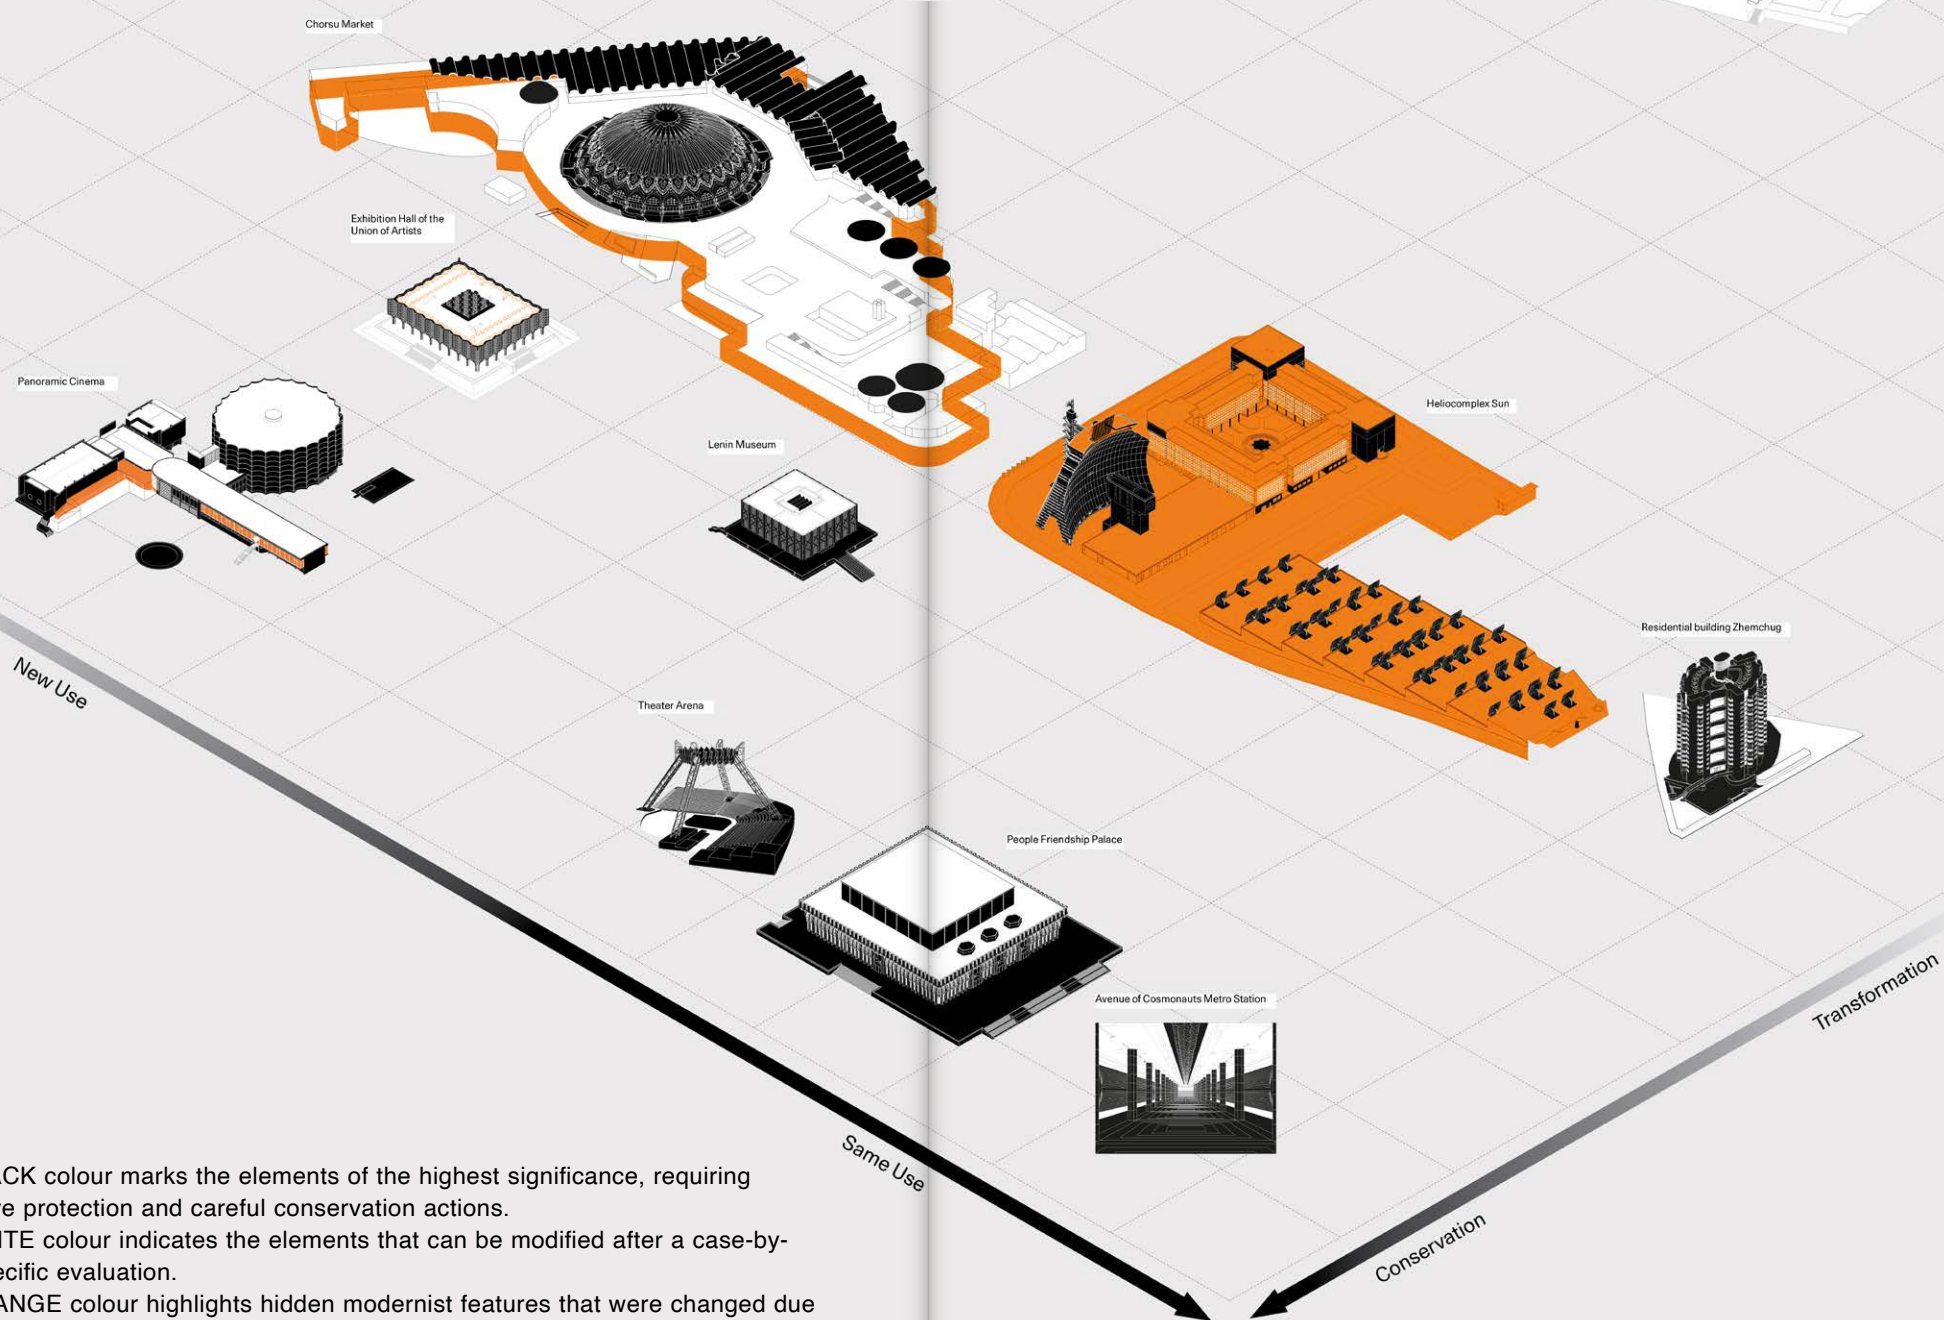 Chorsu Market
Exhibition Hall of the
Union of Artists
Panoramic Cinema
Lenin Museum
Heliocomplex Sun
Residential building Zhemchug
Theater Arena
People Friendship Palace
Avenue of Cosmonauts Metro Station
New Use
Same Use
Transformation
Conservation
colour marks the elements of the highest significance, requiring
protection and careful conservation actions.
colour indicates the elements that can be modified after a case-by-
evaluation.
colour highlights hidden modernist features that were changed due